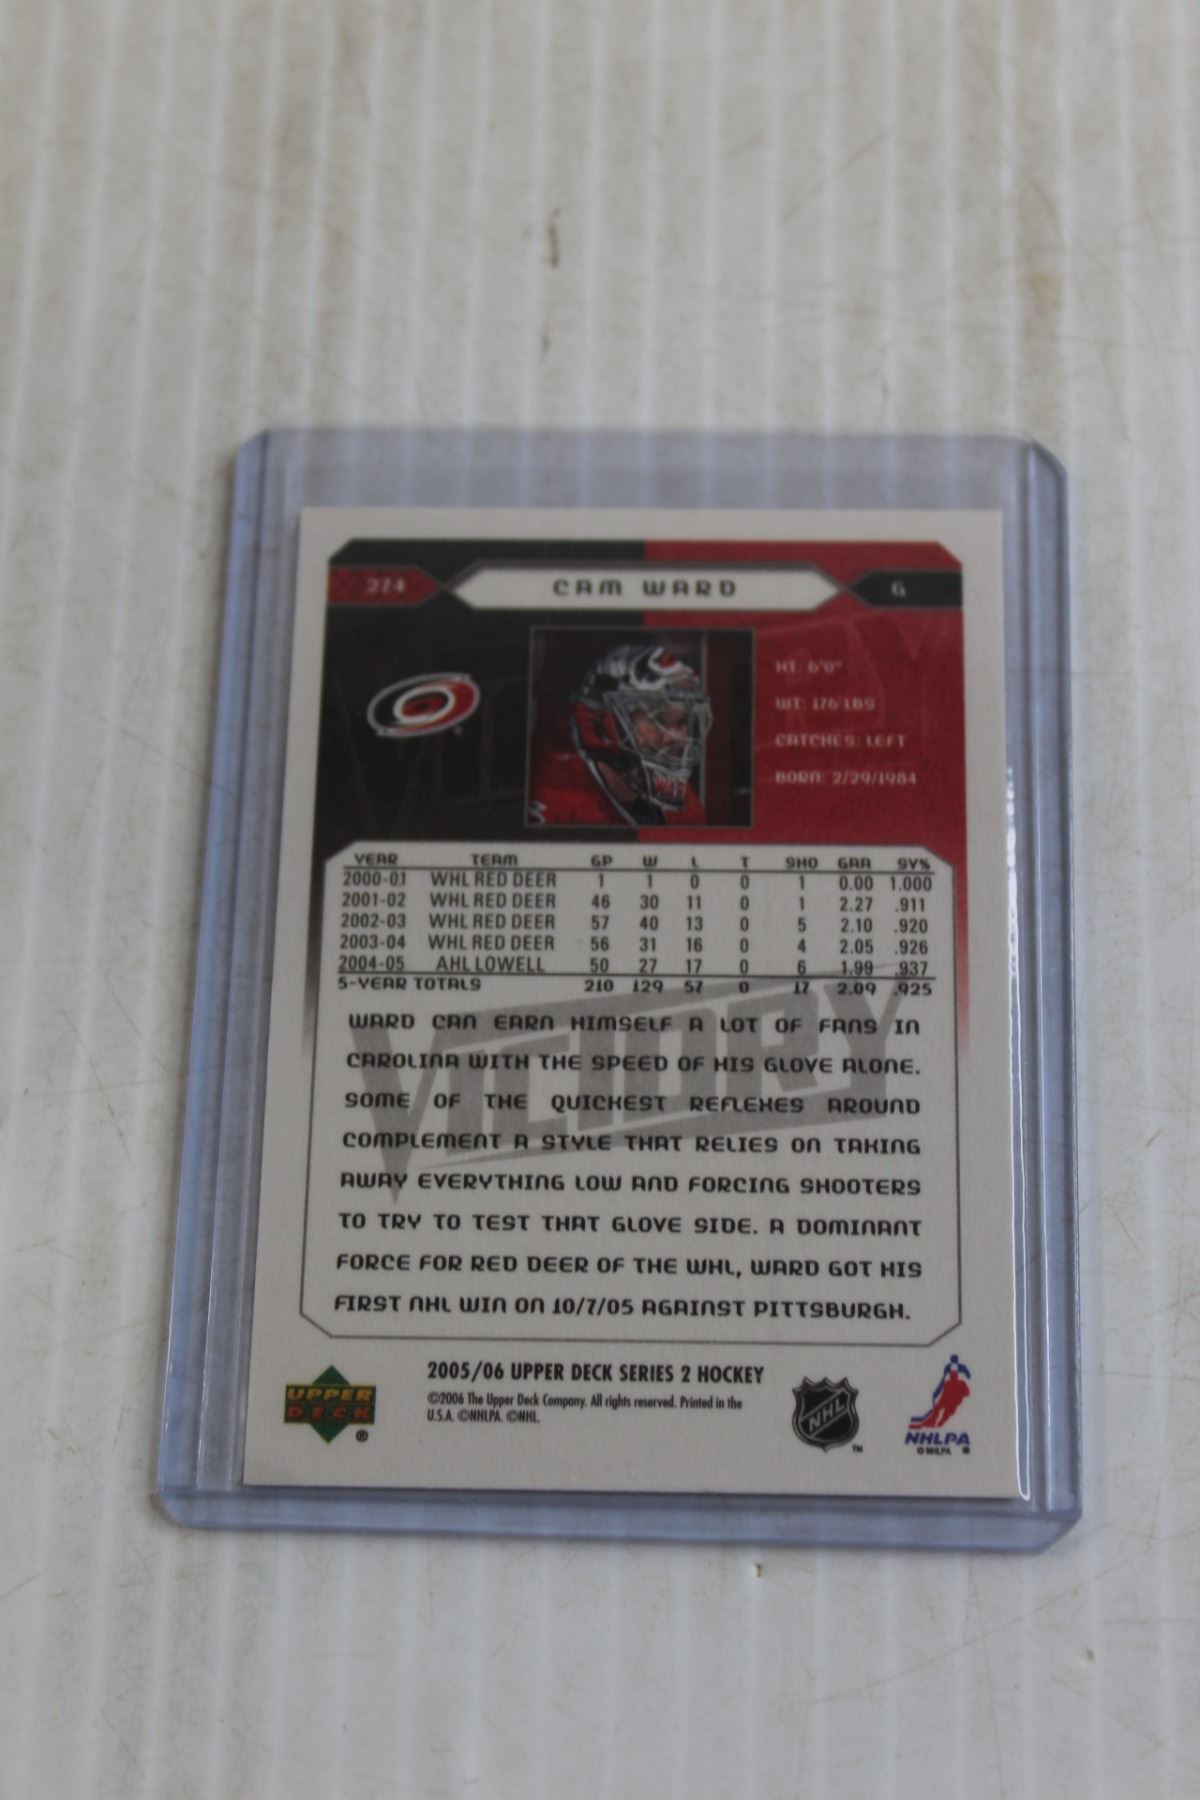 274 CAM WARD G
HT: 6'0"
WT: 176 LBS
CATCHES: LEFT
BORN: 2/29/1984
YEAR TEAM GP W L T SHO GAA SV%
2000-01 WHL RED DEER 1 1 0 0 1 0.00 1.000
2001-02 WHL RED DEER 46 30 11 0 1 2.27 .911
2002-03 WHL RED DEER 57 40 13 0 5 2.10 .920
2003-04 WHL RED DEER 56 31 16 0 4 2.05 .926
2004-05 AHL LOWELL 50 27 17 0 6 1.99 .937
5-YEAR TOTALS 210 129 57 0 17 2.09 .925
VICTORY
WARD CAN EARN HIMSELF A LOT OF FANS IN
CAROLINA WITH THE SPEED OF HIS GLOVE ALONE.
SOME OF THE QUICKEST REFLEXES AROUND
COMPLEMENT A STYLE THAT RELIES ON TAKING
AWAY EVERYTHING LOW AND FORCING SHOOTERS
TO TRY TO TEST THAT GLOVE SIDE. A DOMINANT
FORCE FOR RED DEER OF THE WHL, WARD GOT HIS
FIRST NHL WIN ON 10/7/05 AGAINST PITTSBURGH.
UPPER
DECK
®
2005/06 UPPER DECK SERIES 2 HOCKEY
©2006 The Upper Deck Company. All rights reserved. Printed in the
U.S.A. ©NHLPA. ©NHL.
NHL
TM
NHLPA
© NHLPA ®